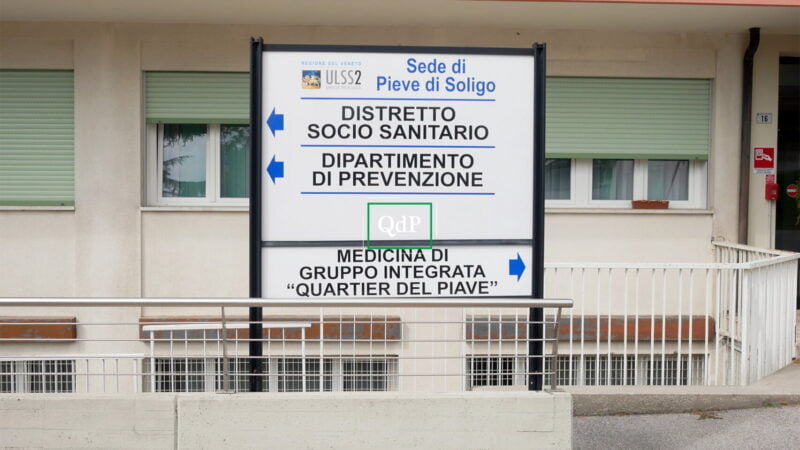 REGIONE DEL VENETO
ULSS2
Sede di
Pieve di Soligo
DISTRETTO
SOCIO SANITARIO
DIPARTIMENTO
DI PREVENZIONE
QdP
MEDICINA DI
GRUPPO INTEGRATA
“QUARTIER DEL PIAVE”
16